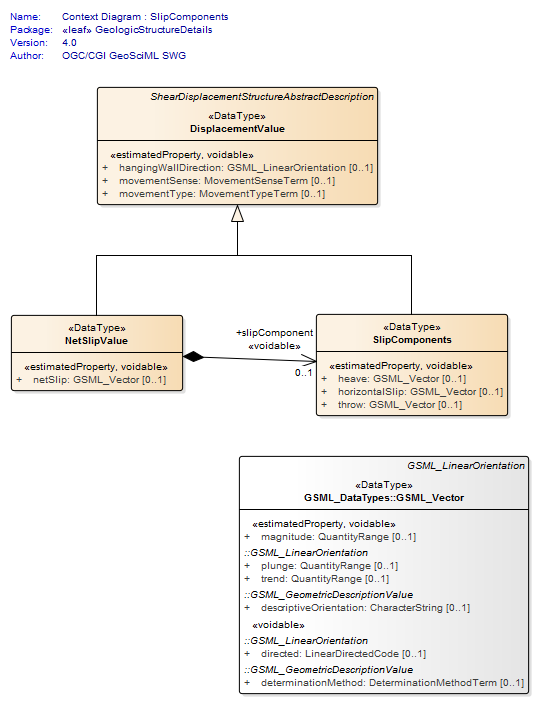 Name: Context Diagram : SlipComponents
Package: «leaf» GeologicStructureDetails
Version: 4.0
Author: OGC/CGI GeoSciML SWG
ShearDisplacementStructureAbstractDescription
«DataType»
DisplacementValue
«estimatedProperty, voidable»
+ hangingWallDirection: GSML_LinearOrientation [0..1]
+ movementSense: MovementSenseTerm [0..1]
+ movementType: MovementTypeTerm [0..1]
«DataType»
NetSlipValue
«estimatedProperty, voidable»
+ netSlip: GSML_Vector [0..1]
+slipComponent
«voidable»
0..1
«DataType»
SlipComponents
«estimatedProperty, voidable»
+ heave: GSML_Vector [0..1]
+ horizontalSlip: GSML_Vector [0..1]
+ throw: GSML_Vector [0..1]
GSML_LinearOrientation
«DataType»
GSML_DataTypes::GSML_Vector
«estimatedProperty, voidable»
+ magnitude: QuantityRange [0..1]
::GSML_LinearOrientation
+ plunge: QuantityRange [0..1]
+ trend: QuantityRange [0..1]
::GSML_GeometricDescriptionValue
+ descriptiveOrientation: CharacterString [0..1]
«voidable»
::GSML_LinearOrientation
+ directed: LinearDirectedCode [0..1]
::GSML_GeometricDescriptionValue
+ determinationMethod: DeterminationMethodTerm [0..1]